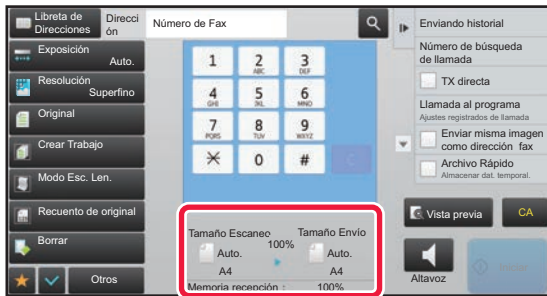 Libreta de
Direcciones
Direcci
ón
Número de Fax
Exposición
Auto.
Resolución
Superfino
Original
Crear Trabajo
Modo Esc. Len.
Recuento de original
Borrar
Otros
1
2
ABC
3
DEF
4
GHI
5
JKL
6
MNO
7
PQRS
8
TUV
9
WXYZ
0
#
C
Tamaño Escaneo
100%
Tamaño Envío
Auto.
A4
Auto.
A4
Memoria recepción :
100%
Enviando historial
Número de búsqueda
de llamada
TX directa
Llamada al programa
Ajustes registrados de llamada
Enviar misma imagen
como dirección fax
Archivo Rápido
Almacenar dat. temporal.
Vista previa
CA
Altavoz